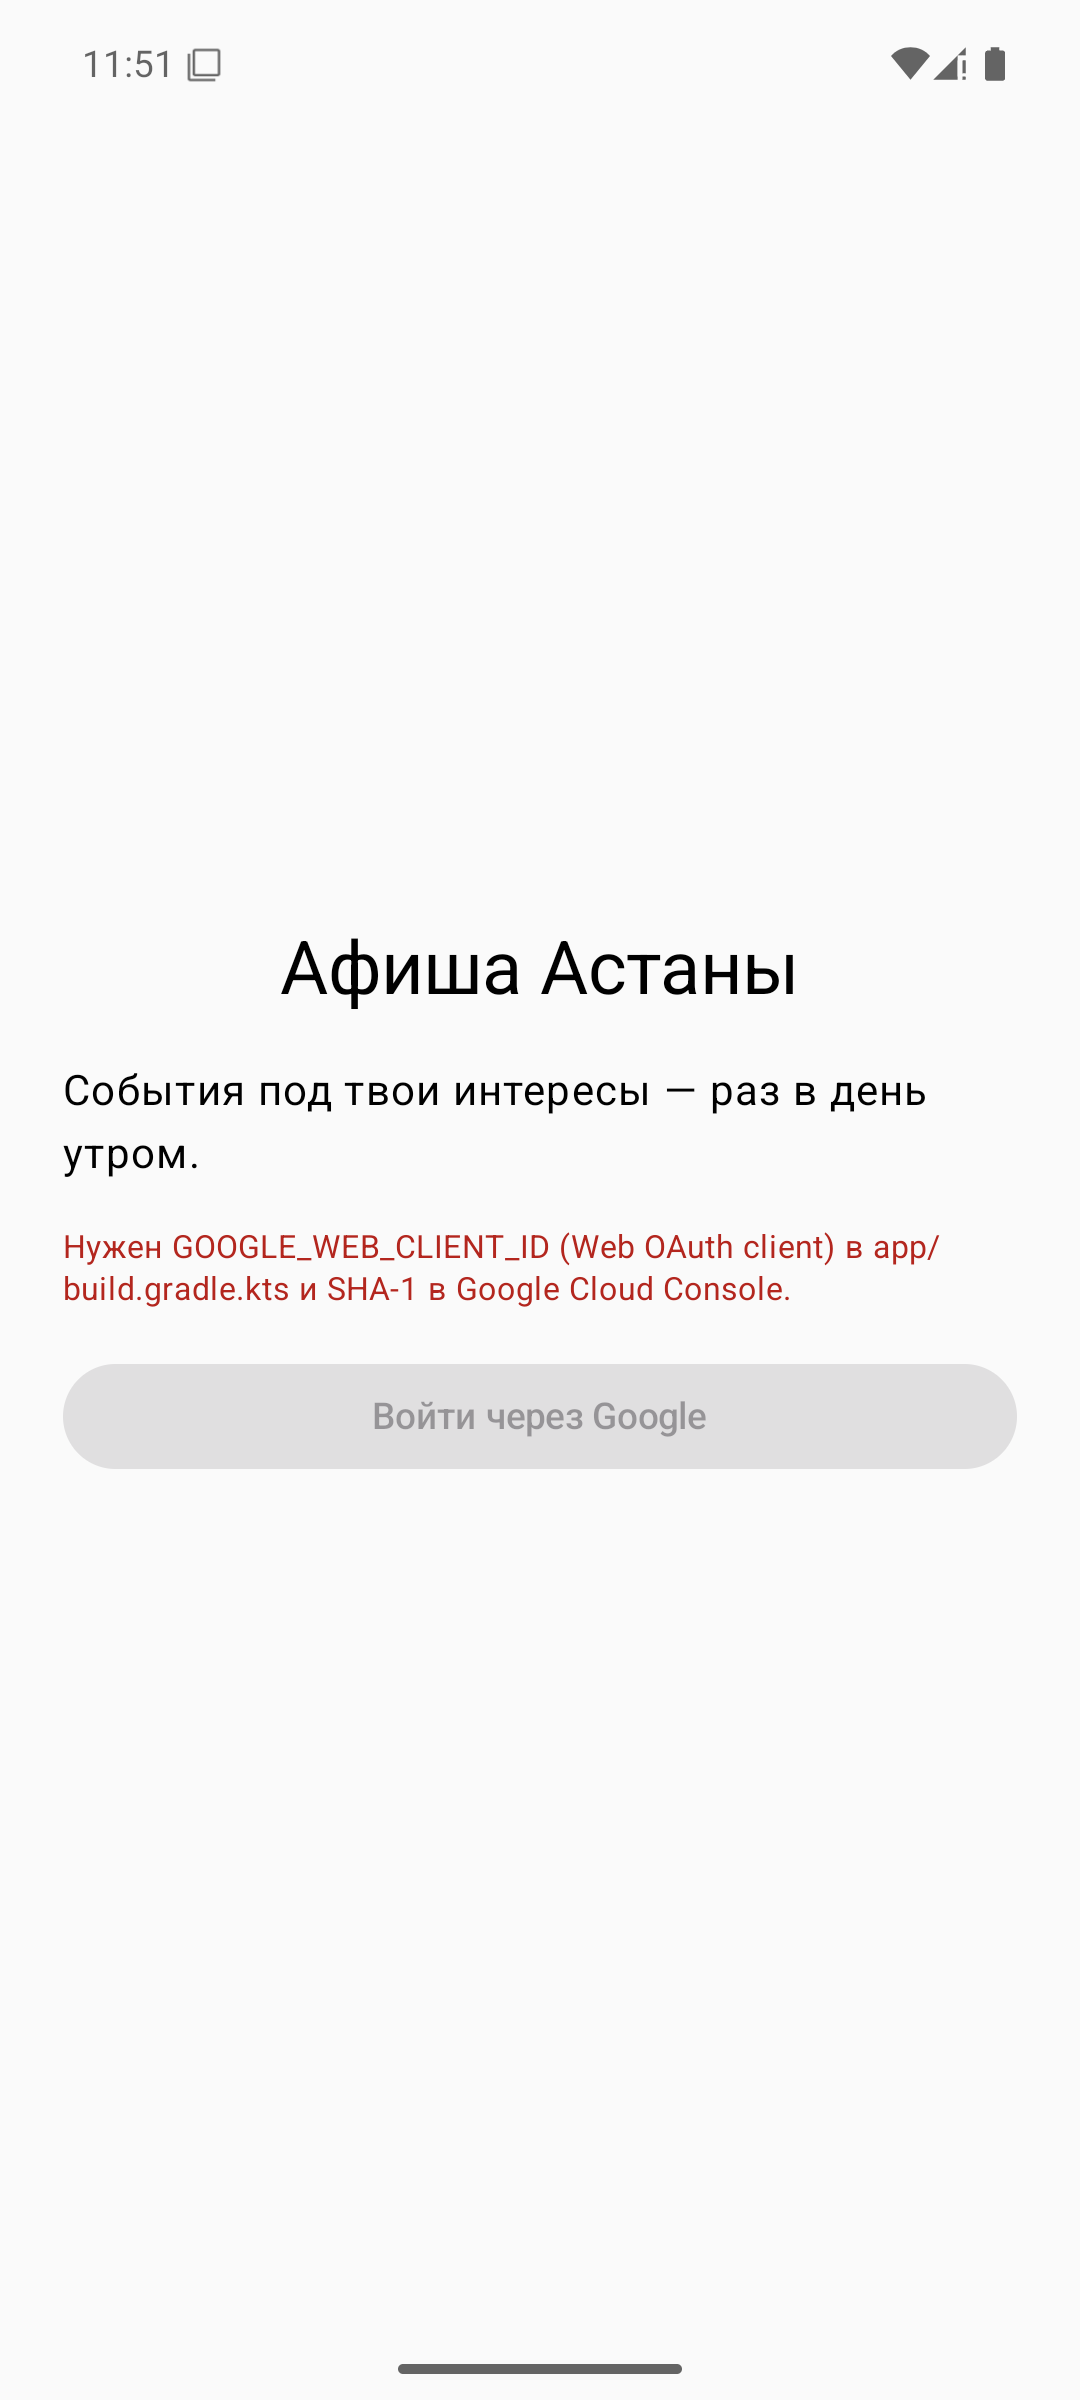 11:51
Афиша Астаны
События под твои интересы — раз в день
утром.
Нужен GOOGLE_WEB_CLIENT_ID (Web OAuth client) в app/
build.gradle.kts и SHA-1 в Google Cloud Console.
Войти через Google